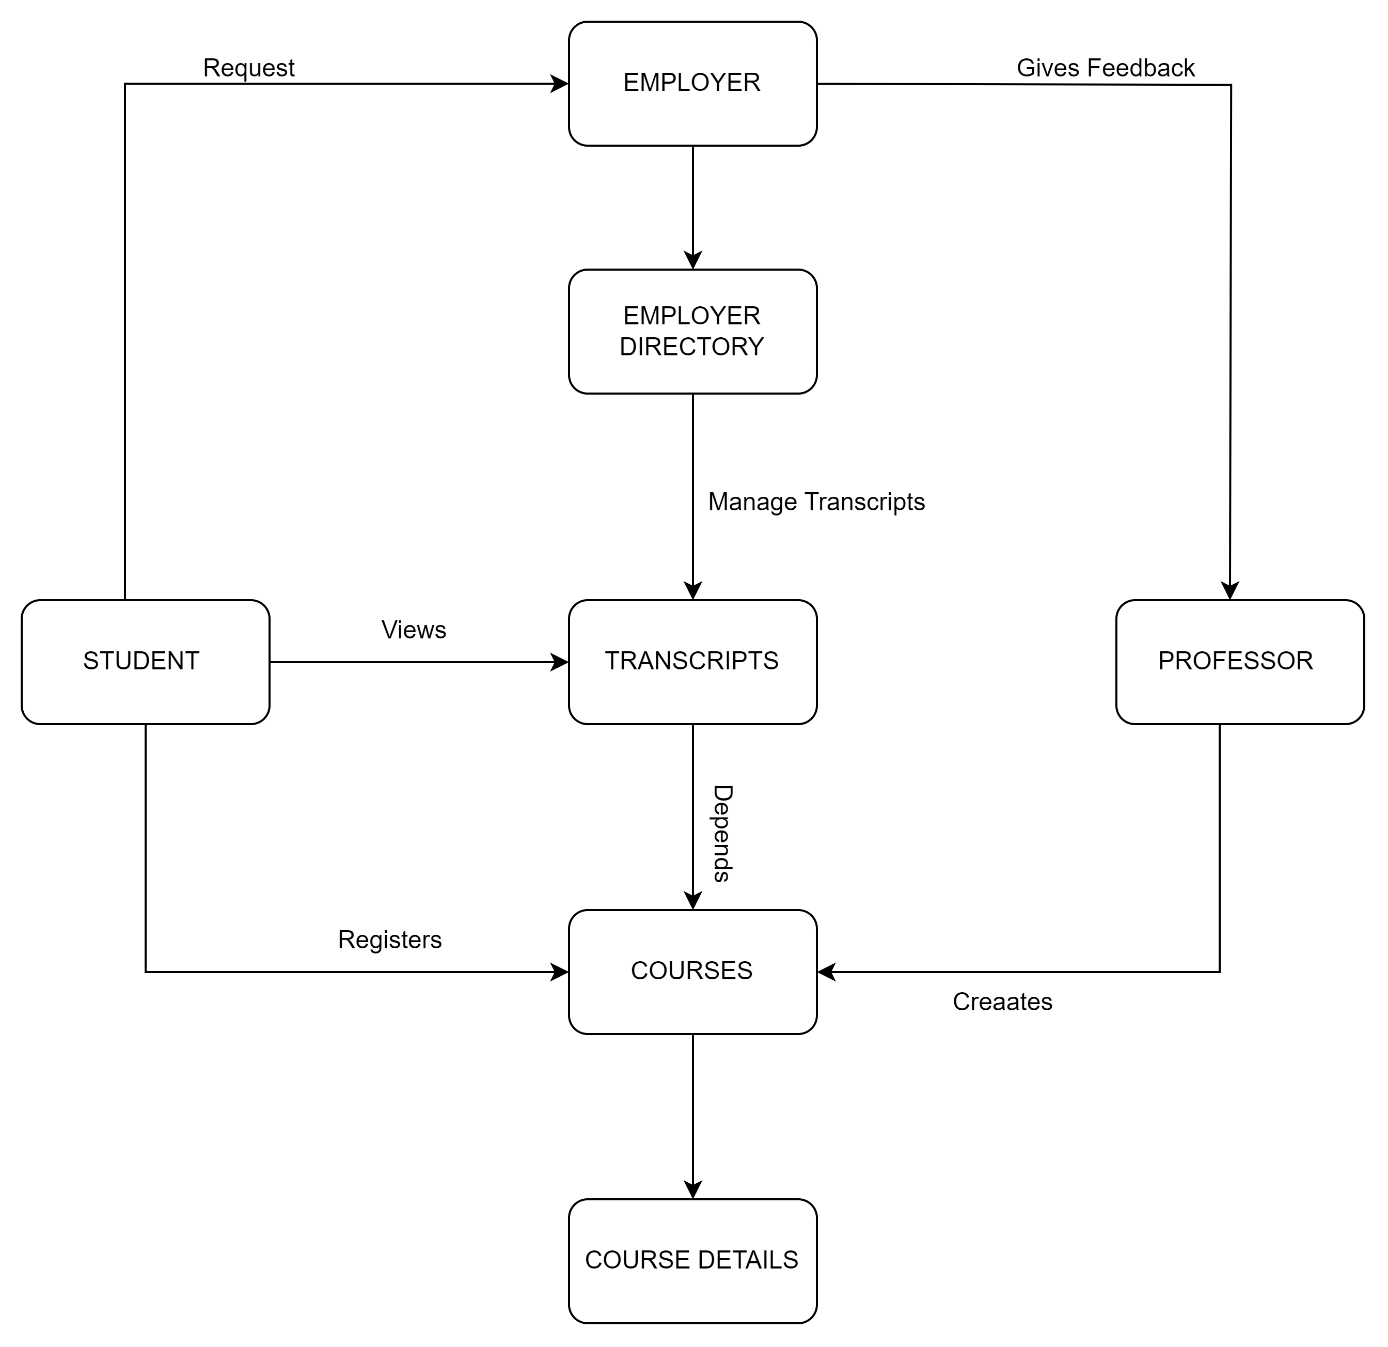 Request
EMPLOYER
Gives Feedback
EMPLOYER
DIRECTORY
Manage Transcripts
STUDENT
Views
TRANSCRIPTS
PROFESSOR
Depends
Registers
COURSES
Creaates
COURSE DETAILS